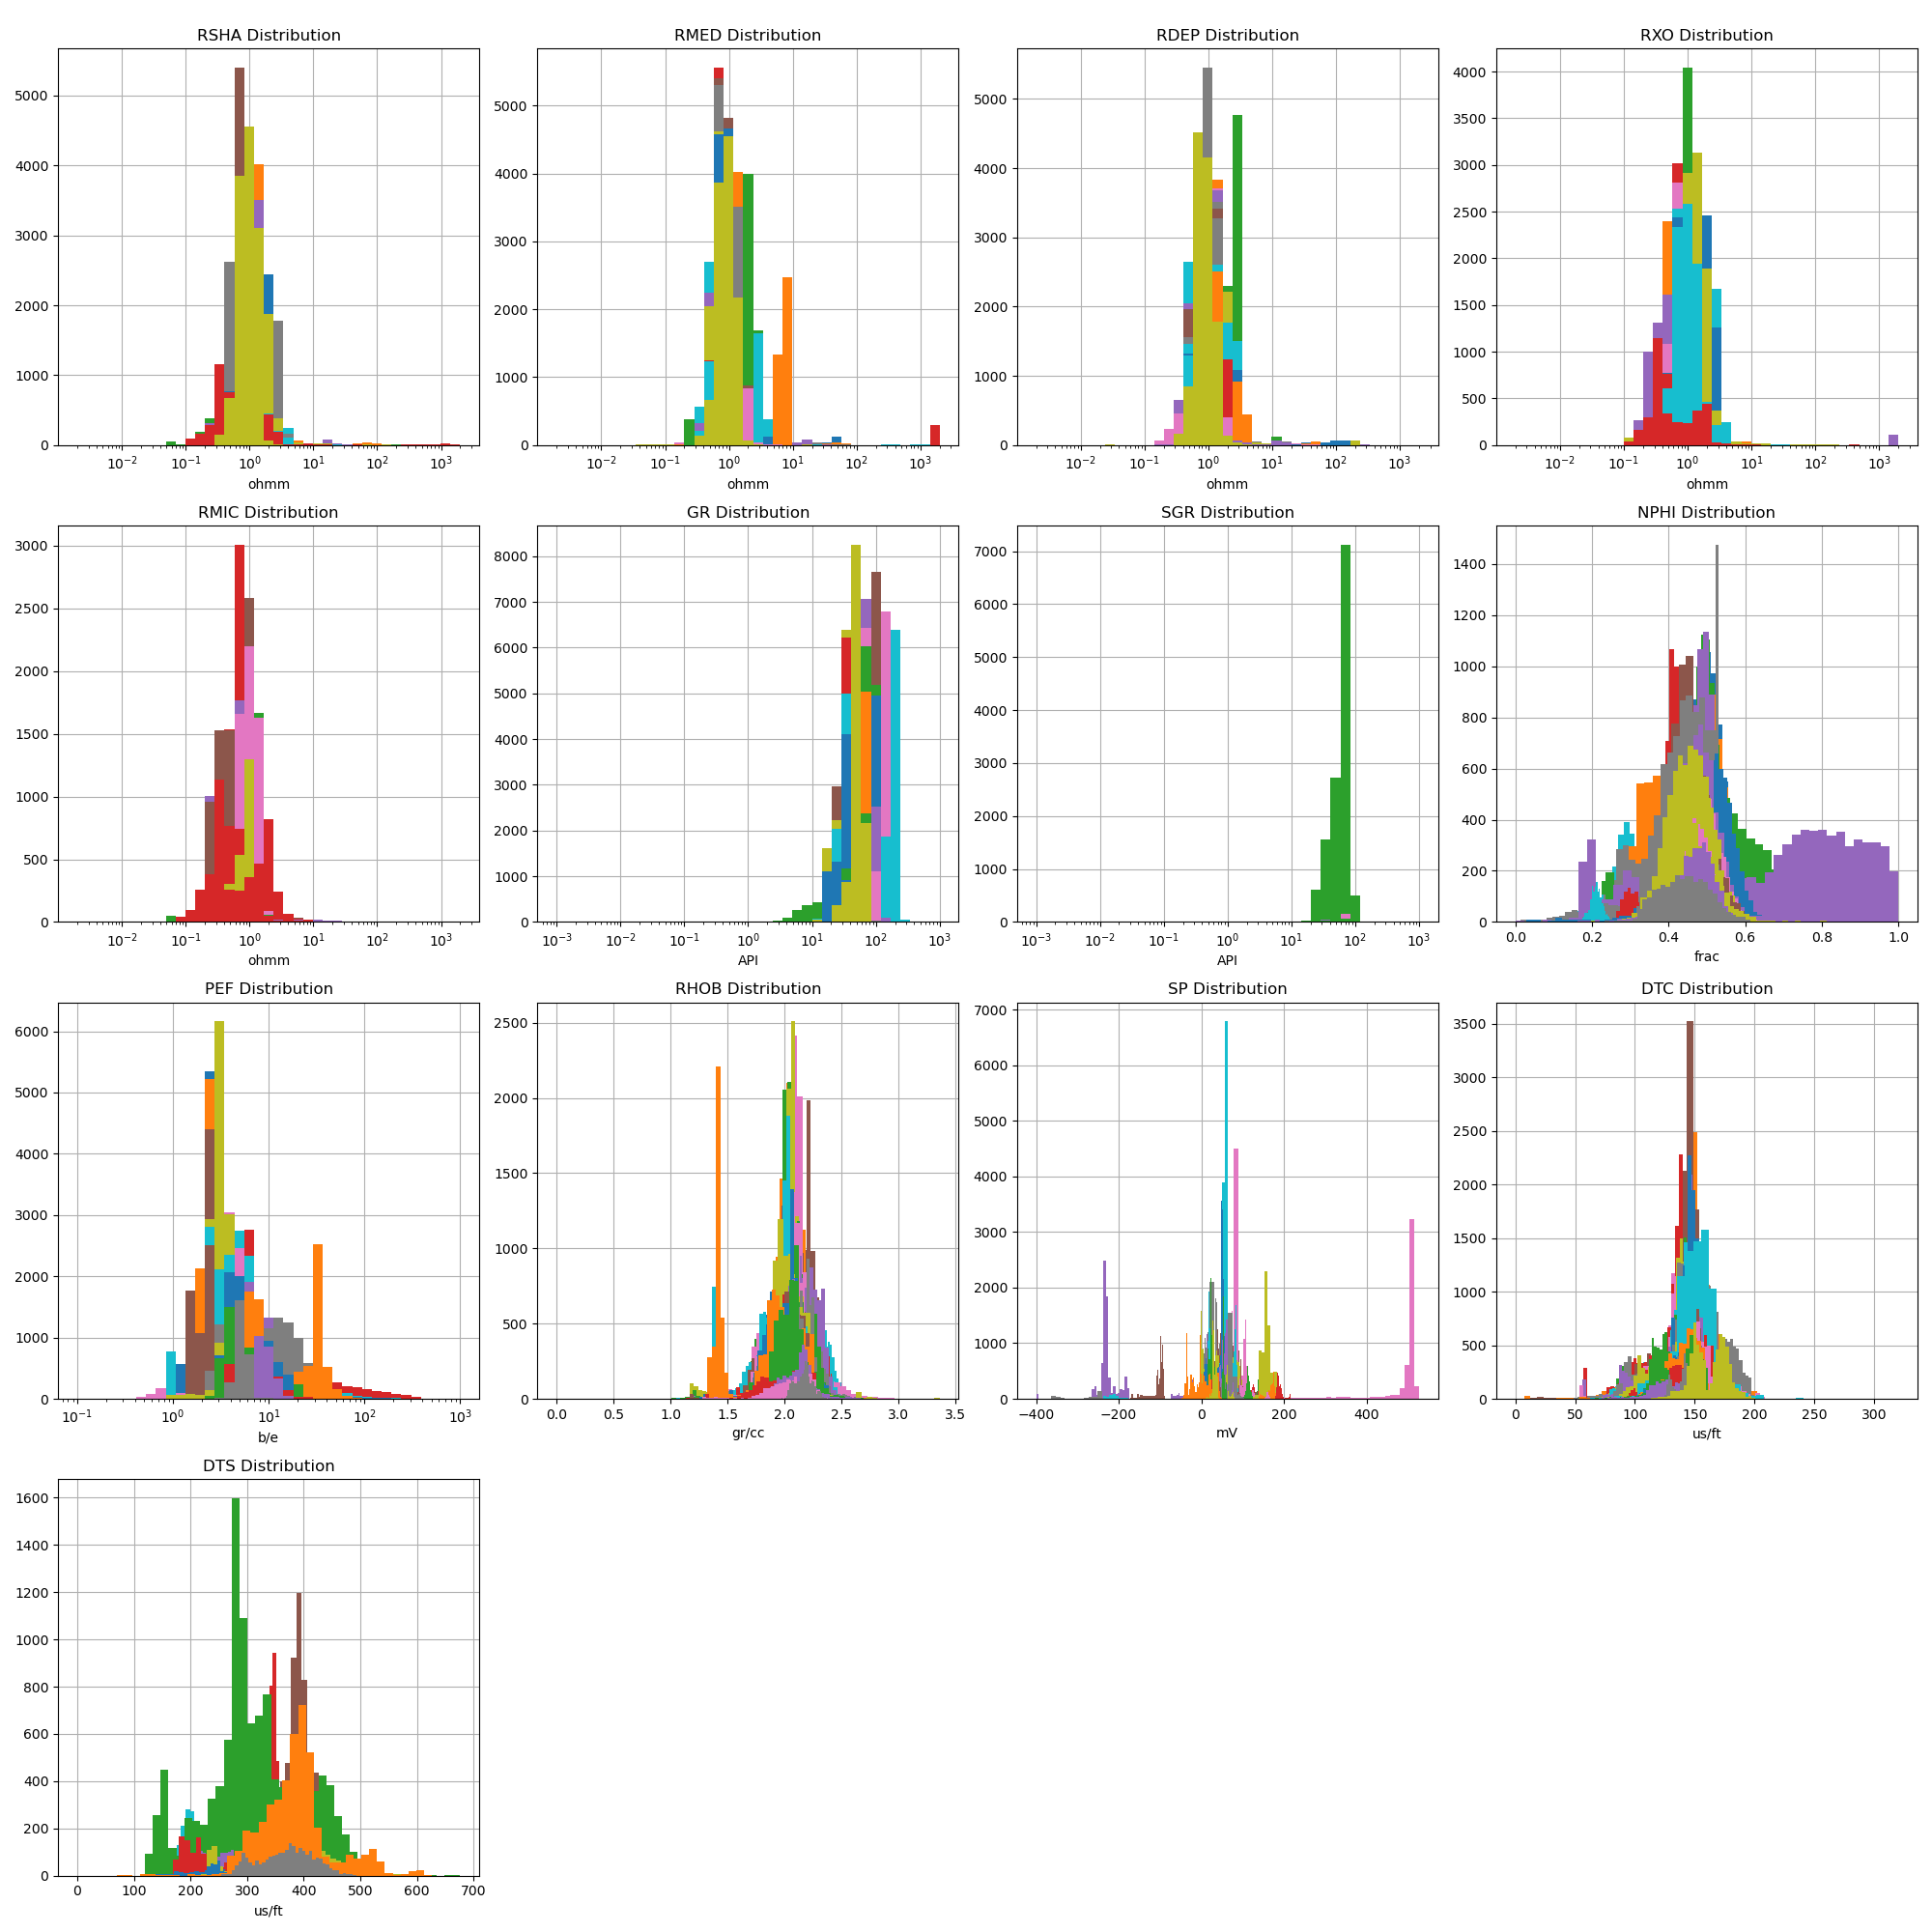 RSHA Distribution
5000
4000
3000
2000
1000
0
10⁻² 10⁻¹ 10⁰ 10¹ 10² 10³
ohmm
RMED Distribution
5000
4000
3000
2000
1000
0
10⁻² 10⁻¹ 10⁰ 10¹ 10² 10³
ohmm
RDEP Distribution
5000
4000
3000
2000
1000
0
10⁻² 10⁻¹ 10⁰ 10¹ 10² 10³
ohmm
RXO Distribution
4000
3500
3000
2500
2000
1500
1000
500
0
10⁻² 10⁻¹ 10⁰ 10¹ 10² 10³
ohmm
RMIC Distribution
3000
2500
2000
1500
1000
500
0
10⁻² 10⁻¹ 10⁰ 10¹ 10² 10³
ohmm
GR Distribution
8000
7000
6000
5000
4000
3000
2000
1000
0
10⁻³ 10⁻² 10⁻¹ 10⁰ 10¹ 10² 10³
API
SGR Distribution
7000
6000
5000
4000
3000
2000
1000
0
10⁻³ 10⁻² 10⁻¹ 10⁰ 10¹ 10² 10³
API
NPHI Distribution
1400
1200
1000
800
600
400
200
0
0.0 0.2 0.4 0.6 0.8 1.0
frac
PEF Distribution
6000
5000
4000
3000
2000
1000
0
10⁻¹ 10⁰ 10¹ 10² 10³
b/e
RHOB Distribution
2500
2000
1500
1000
500
0
0.0 0.5 1.0 1.5 2.0 2.5 3.0 3.5
gr/cc
SP Distribution
7000
6000
5000
4000
3000
2000
1000
0
−400 −200 0 200 400
mV
DTC Distribution
3500
3000
2500
2000
1500
1000
500
0
0 50 100 150 200 250 300
us/ft
DTS Distribution
1600
1400
1200
1000
800
600
400
200
0
0 100 200 300 400 500 600 700
us/ft